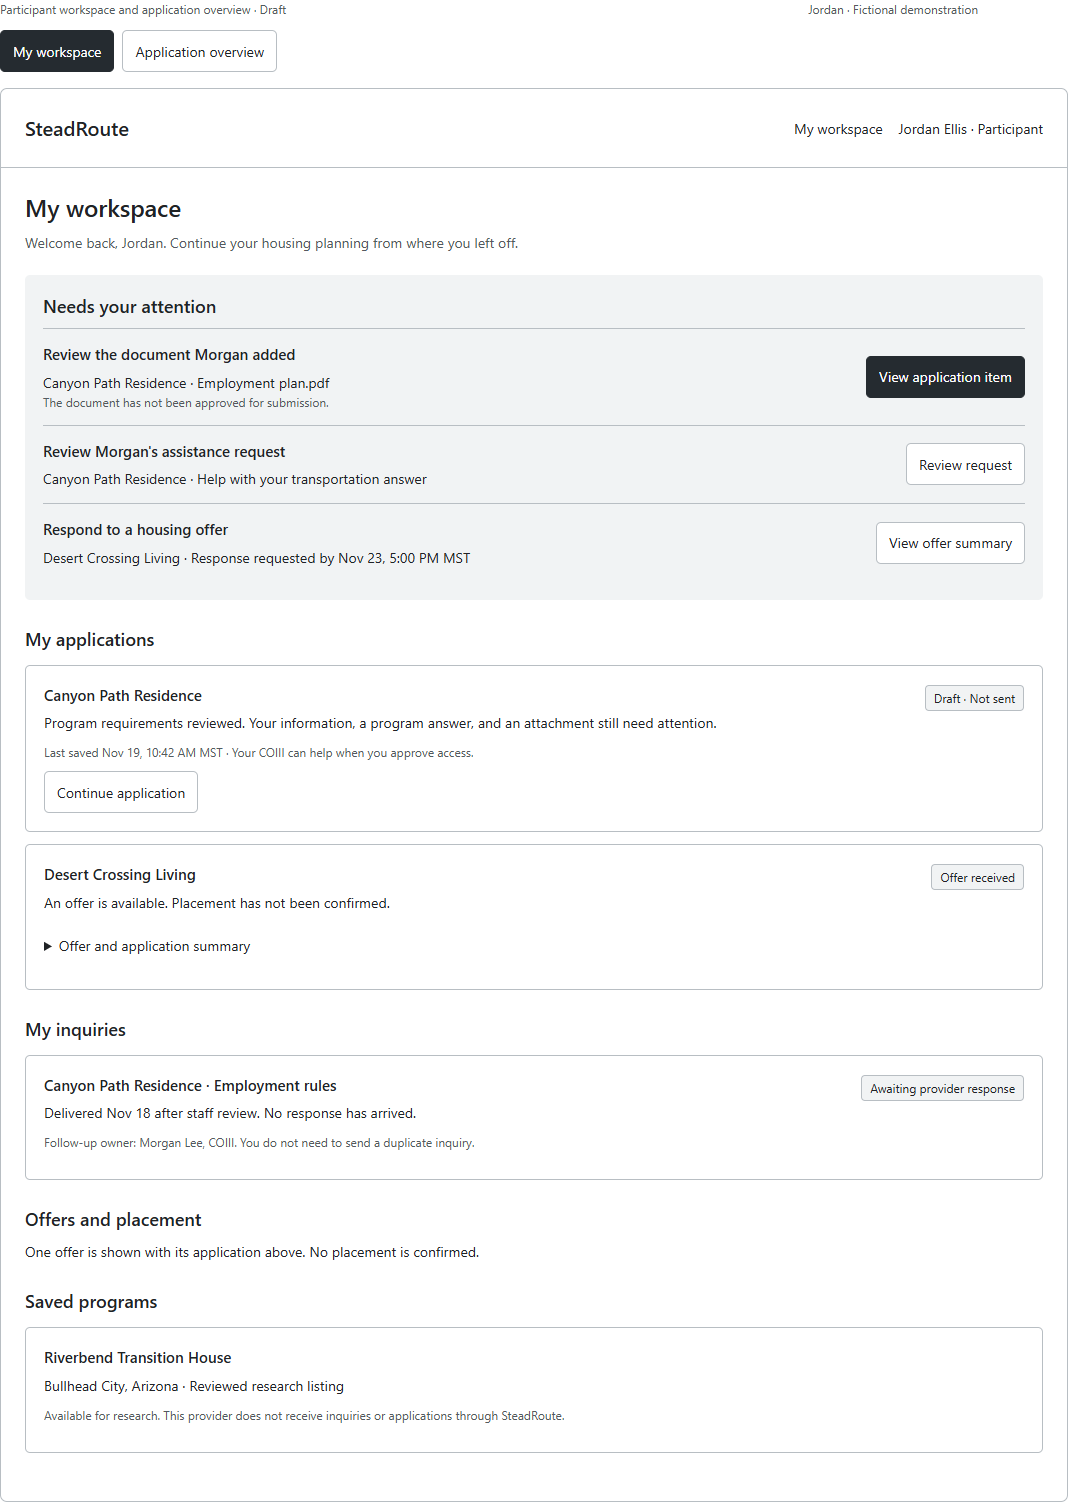 Participant workspace and application overview · Draft
Jordan · Fictional demonstration
My workspace
Application overview
SteadRoute
My workspace
Jordan Ellis · Participant
My workspace
Welcome back, Jordan. Continue your housing planning from where you left off.
Needs your attention
Review the document Morgan added
Canyon Path Residence · Employment plan.pdf
The document has not been approved for submission.
View application item
Review Morgan's assistance request
Canyon Path Residence · Help with your transportation answer
Review request
Respond to a housing offer
Desert Crossing Living · Response requested by Nov 23, 5:00 PM MST
View offer summary
My applications
Canyon Path Residence
Draft · Not sent
Program requirements reviewed. Your information, a program answer, and an attachment still need attention.
Last saved Nov 19, 10:42 AM MST · Your COIII can help when you approve access.
Continue application
Desert Crossing Living
Offer received
An offer is available. Placement has not been confirmed.
Offer and application summary
My inquiries
Canyon Path Residence · Employment rules
Awaiting provider response
Delivered Nov 18 after staff review. No response has arrived.
Follow-up owner: Morgan Lee, COIII. You do not need to send a duplicate inquiry.
Offers and placement
One offer is shown with its application above. No placement is confirmed.
Saved programs
Riverbend Transition House
Bullhead City, Arizona · Reviewed research listing
Available for research. This provider does not receive inquiries or applications through SteadRoute.